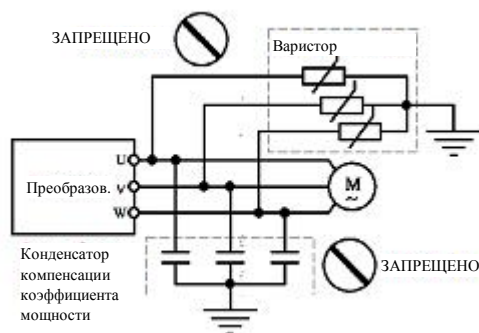 ЗАПРЕЩЕНО
Варистор
U
Преобразов.
V
M
~
W
Конденсатор
компенсации
коэффициента
мощности
ЗАПРЕЩЕНО